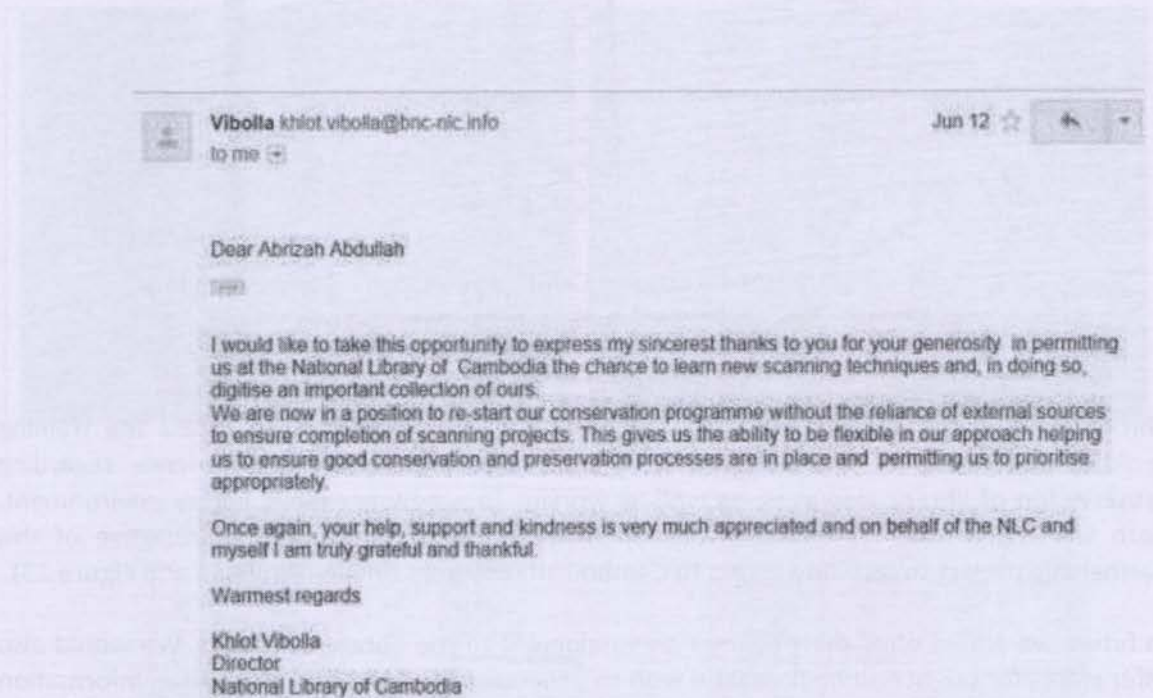 Vibolla khlot.vibolla@bnc-nlc.info
Jun 12
to me
Dear Abrizah Abdullah
I would like to take this opportunity to express my sincerest thanks to you for your generosity in permitting
us at the National Library of Cambodia the chance to learn new scanning techniques and, in doing so,
digitise an important collection of ours.
We are now in a position to re-start our conservation programme without the reliance of external sources
to ensure completion of scanning projects. This gives us the ability to be flexible in our approach helping
us to ensure good conservation and preservation processes are in place and permitting us to prioritise
appropriately.
Once again, your help, support and kindness is very much appreciated and on behalf of the NLC and
myself I am truly grateful and thankful.
Warmest regards
Khlot Vibolla
Director
National Library of Cambodia